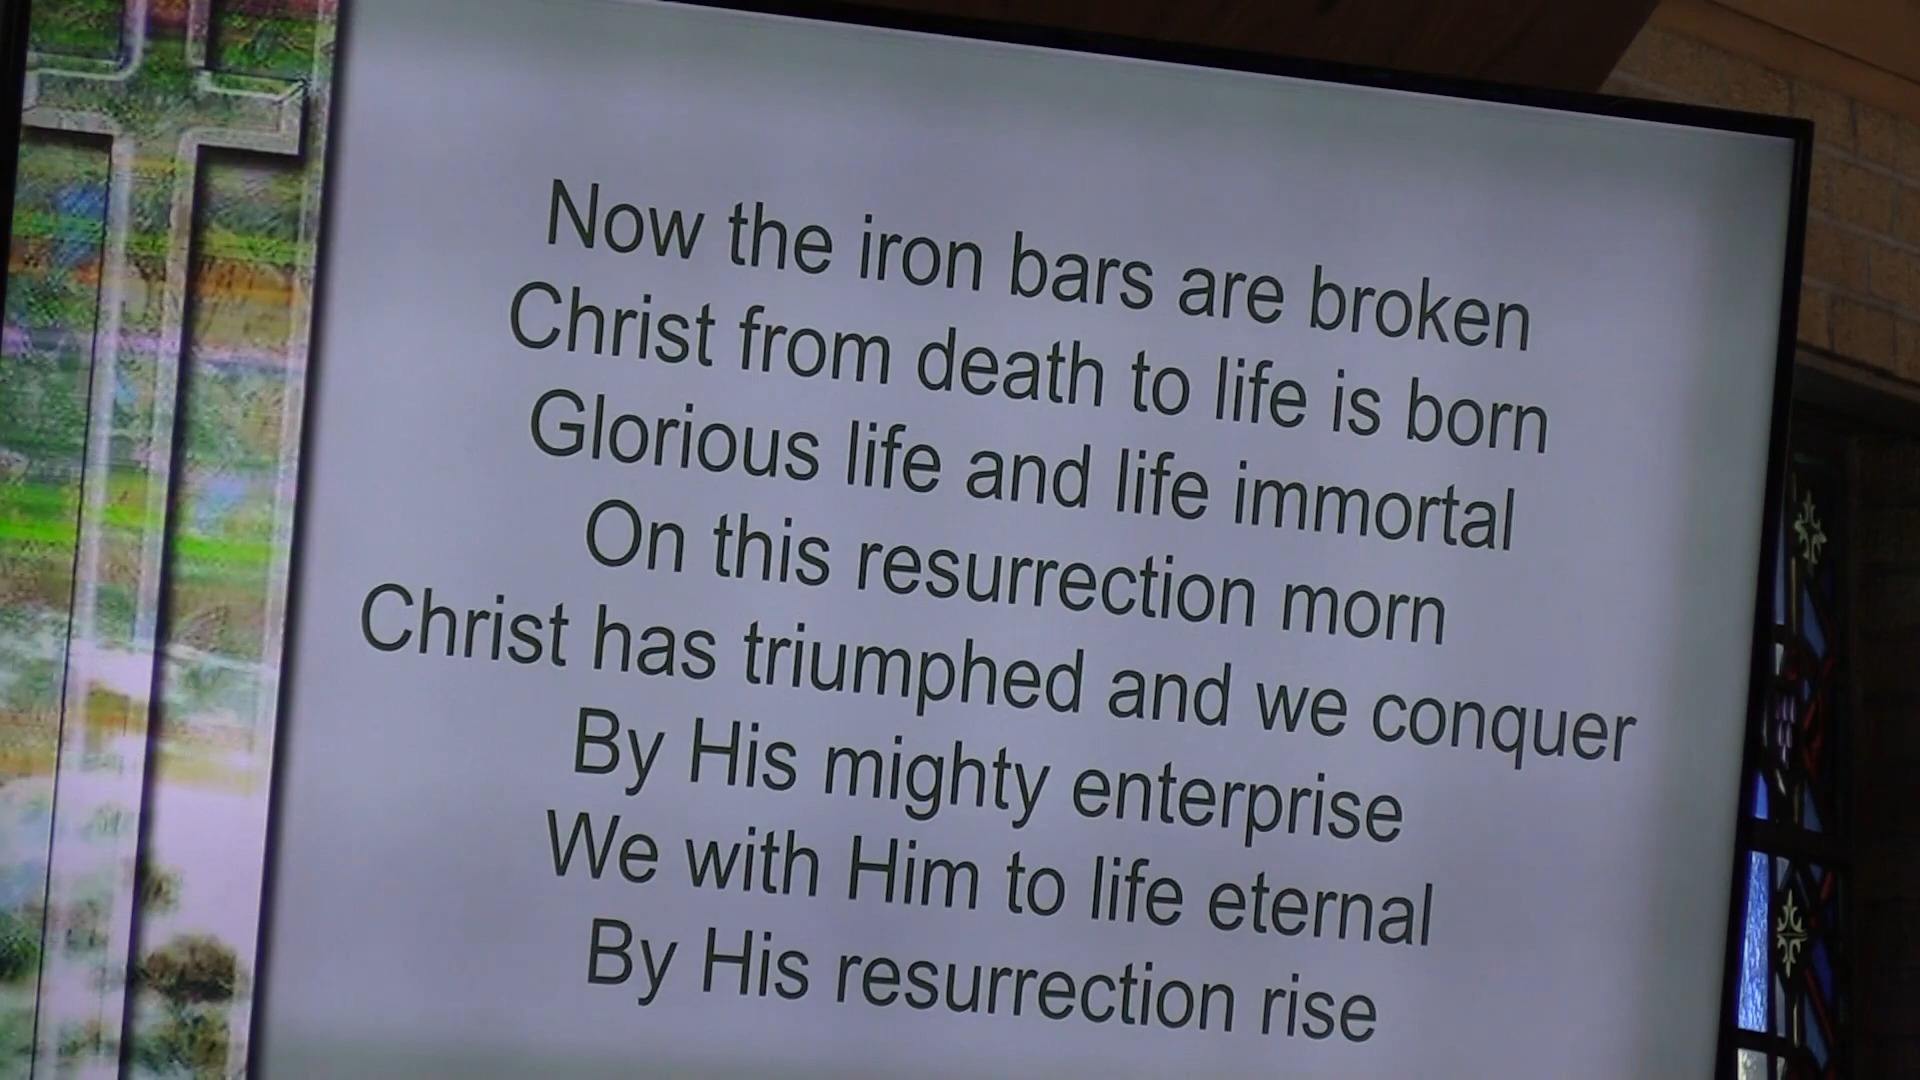 Now the iron bars are broken
Christ from death to life is born
Glorious life and life immortal
On this resurrection morn
Christ has triumphed and we conquer
By His mighty enterprise
We with Him to life eternal
By His resurrection rise